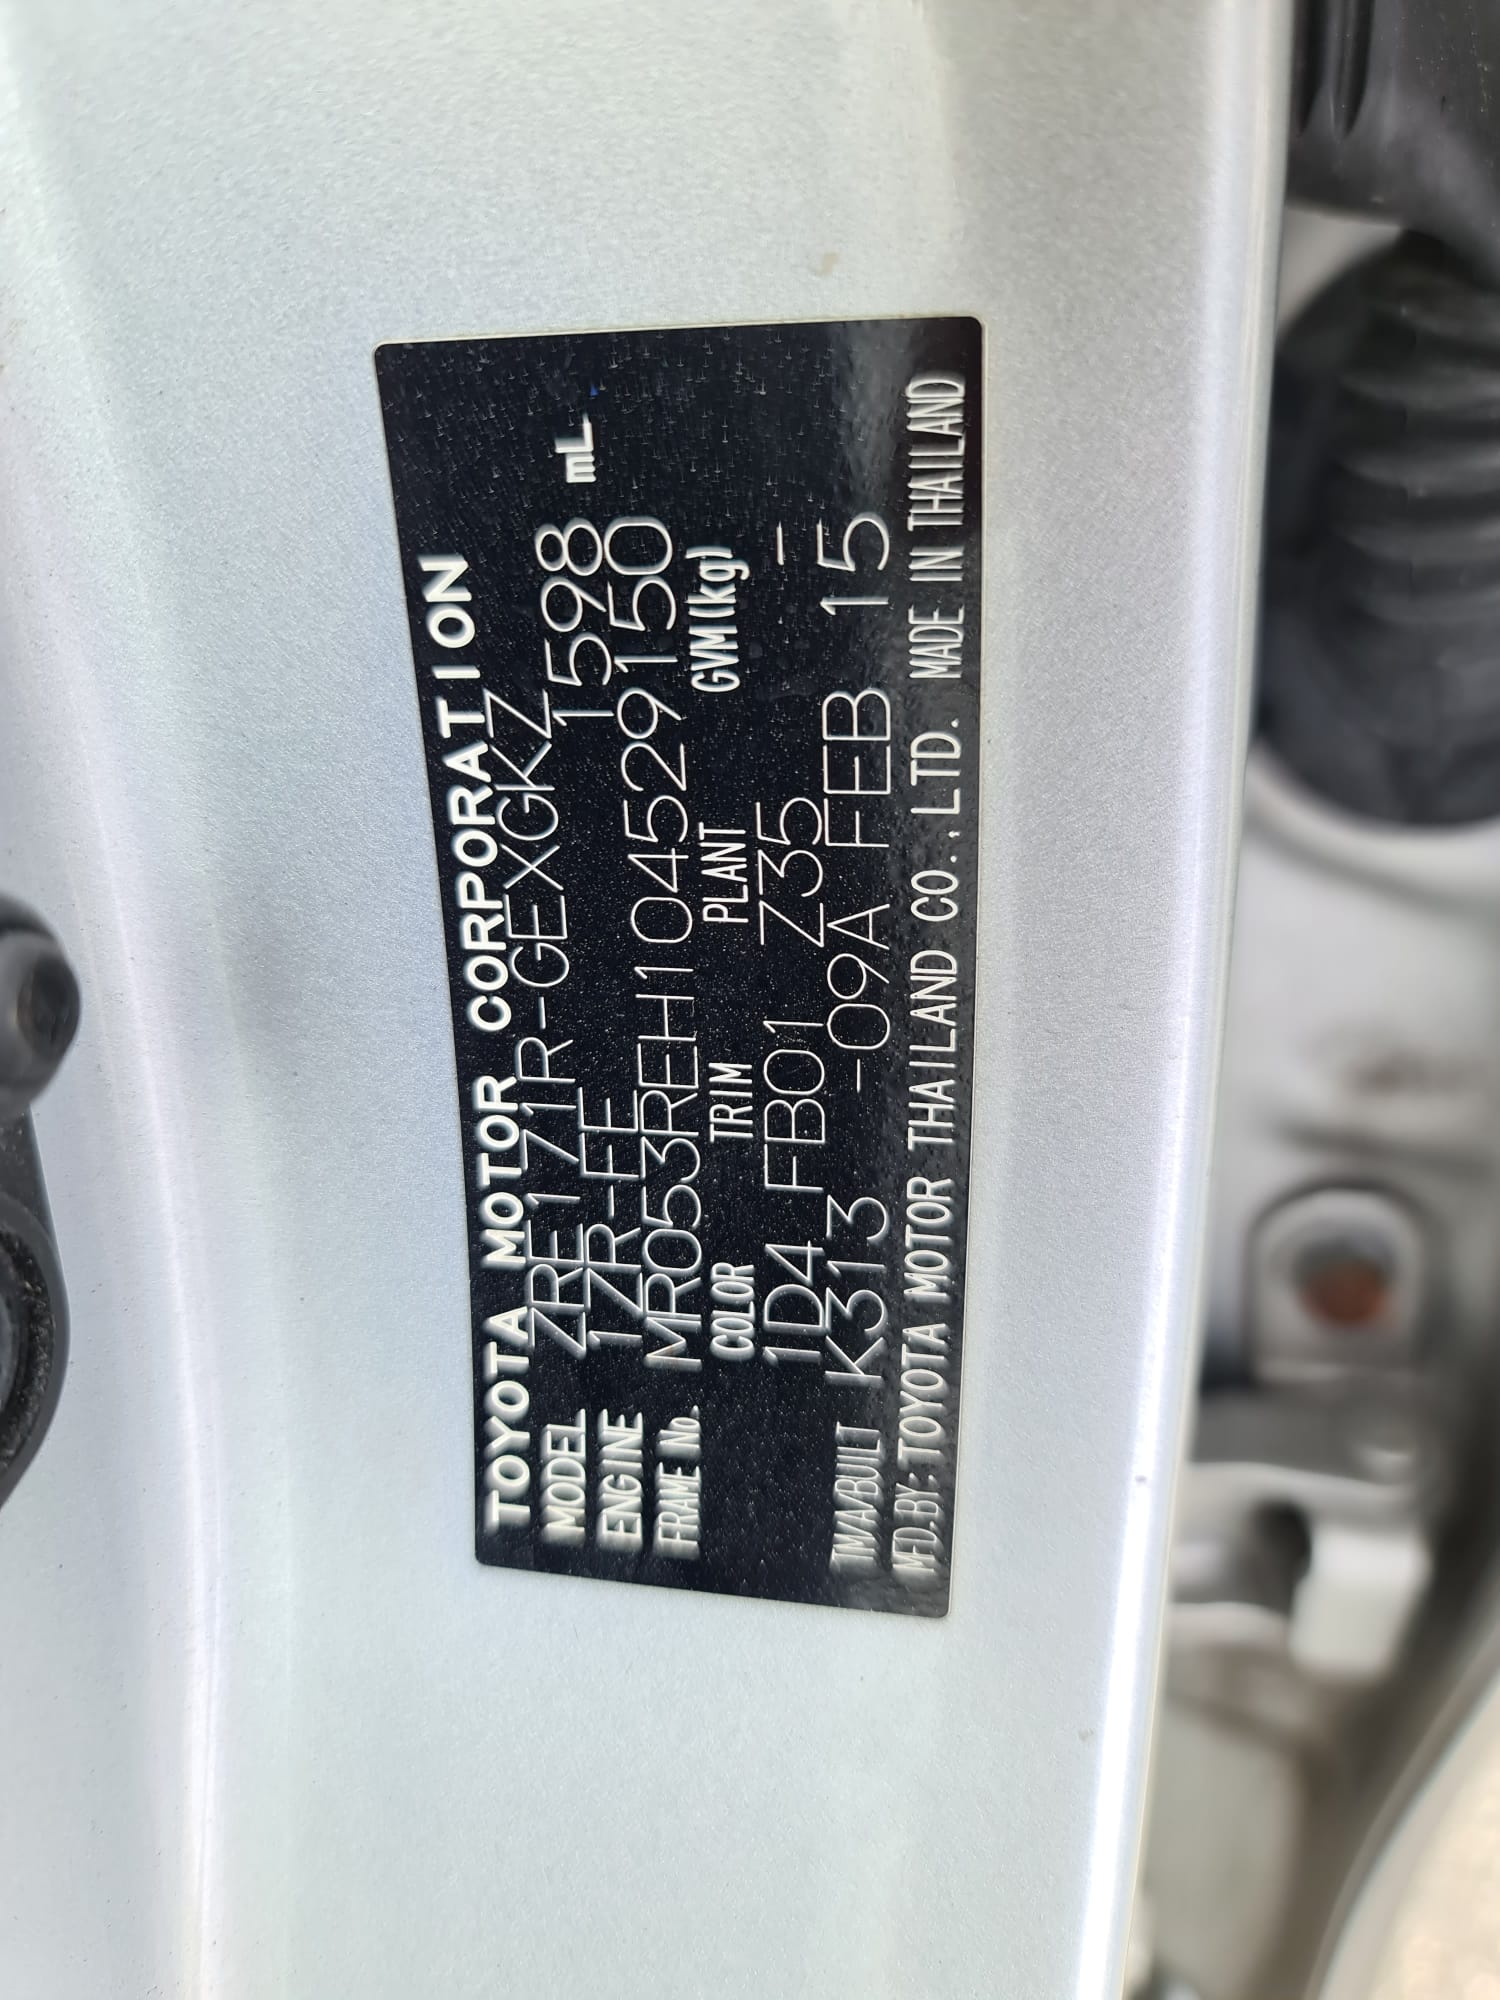 TOYOTA MOTOR CORPORATION
MODEL ZRE171R-GEXGKZ
ENGINE 1ZR-FE 1598 mL
FRAME No. MR053REH104529150
COLOR TRIM PLANT GVM(kg)
1D4 FB01 Z35 -
TM/A/BUILT K313 -09A FEB 15
MFD.BY: TOYOTA MOTOR THAILAND CO., LTD. MADE IN THAILAND